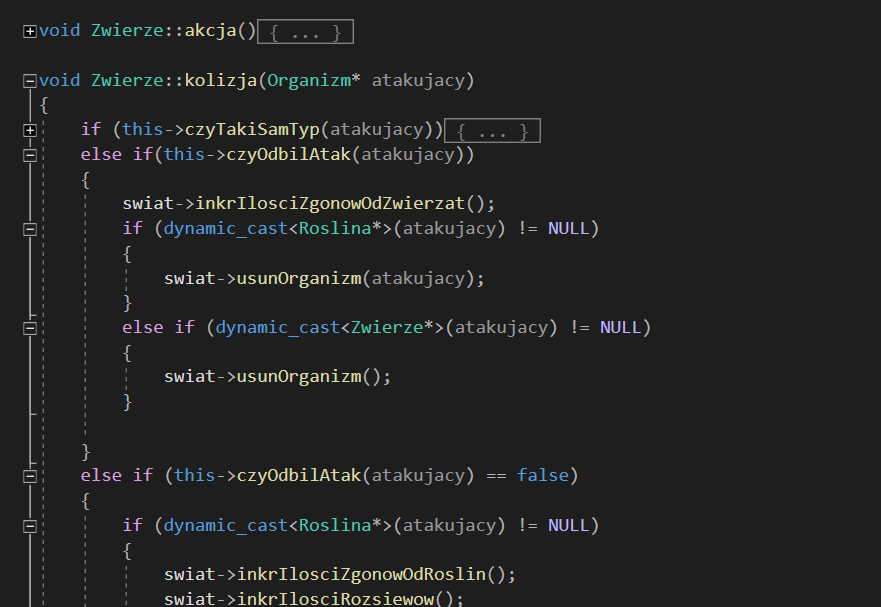 void Zwierze::akcja(){ ... }
void Zwierze::kolizja(Organizm* atakujacy)
{
if (this->czyTakiSamTyp(atakujacy)){ ... }
else if(this->czyOdbilAtak(atakujacy))
{
swiat->inkrIlosciZgonowOdZwierzat();
if (dynamic_cast<Roslina*>(atakujacy) != NULL)
{
swiat->usunOrganizm(atakujacy);
}
else if (dynamic_cast<Zwierze*>(atakujacy) != NULL)
{
swiat->usunOrganizm();
}
}
else if (this->czyOdbilAtak(atakujacy) == false)
{
if (dynamic_cast<Roslina*>(atakujacy) != NULL)
{
swiat->inkrIlosciZgonowOdRoslin();
swiat->inkrIlosciRozsiewow();